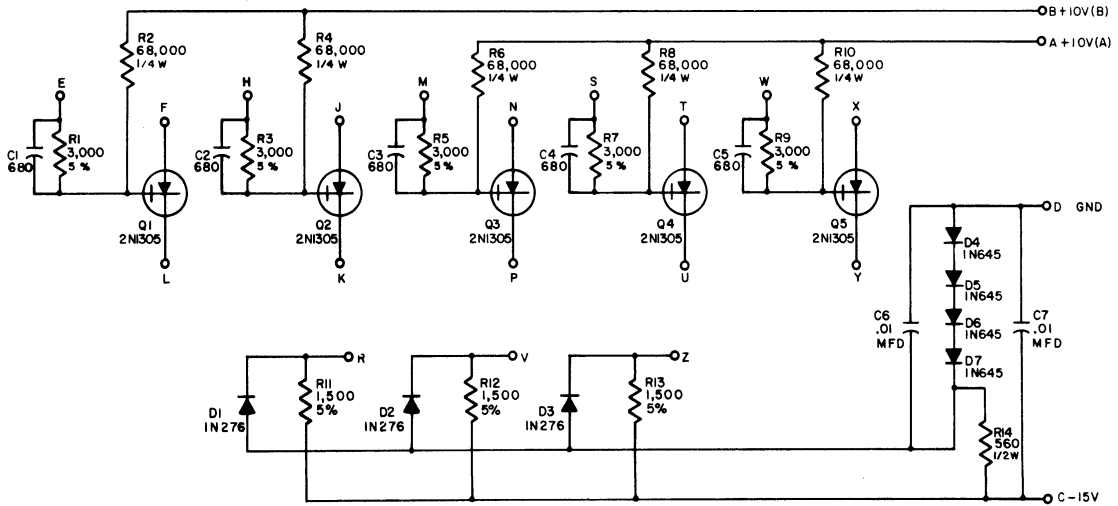 B+10V(B)
A+10V(A)
R2
68,000
1/4 W
R4
68,000
1/4 W
R6
68,000
1/4 W
R8
68,000
1/4 W
R10
68,000
1/4W
E
F
H
J
M
N
S
T
W
X
C1
680
R1
3,000
5 %
C2
680
R3
3,000
5 %
C3
680
R5
3,000
5 %
C4
680
R7
3,000
5 %
C5
680
R9
3,000
5 %
Q1
2N1305
Q2
2N1305
Q3
2N1305
Q4
2N1305
Q5
2N1305
L
K
P
U
Y
D GND
D4
1N645
D5
1N645
D6
1N645
D7
1N645
C6
.01
MFD
C7
.01
MFD
R
V
Z
D1
1N276
R11
1,500
5%
D2
1N276
R12
1,500
5%
D3
1N276
R13
1,500
5%
R14
560
1/2W
C-15V